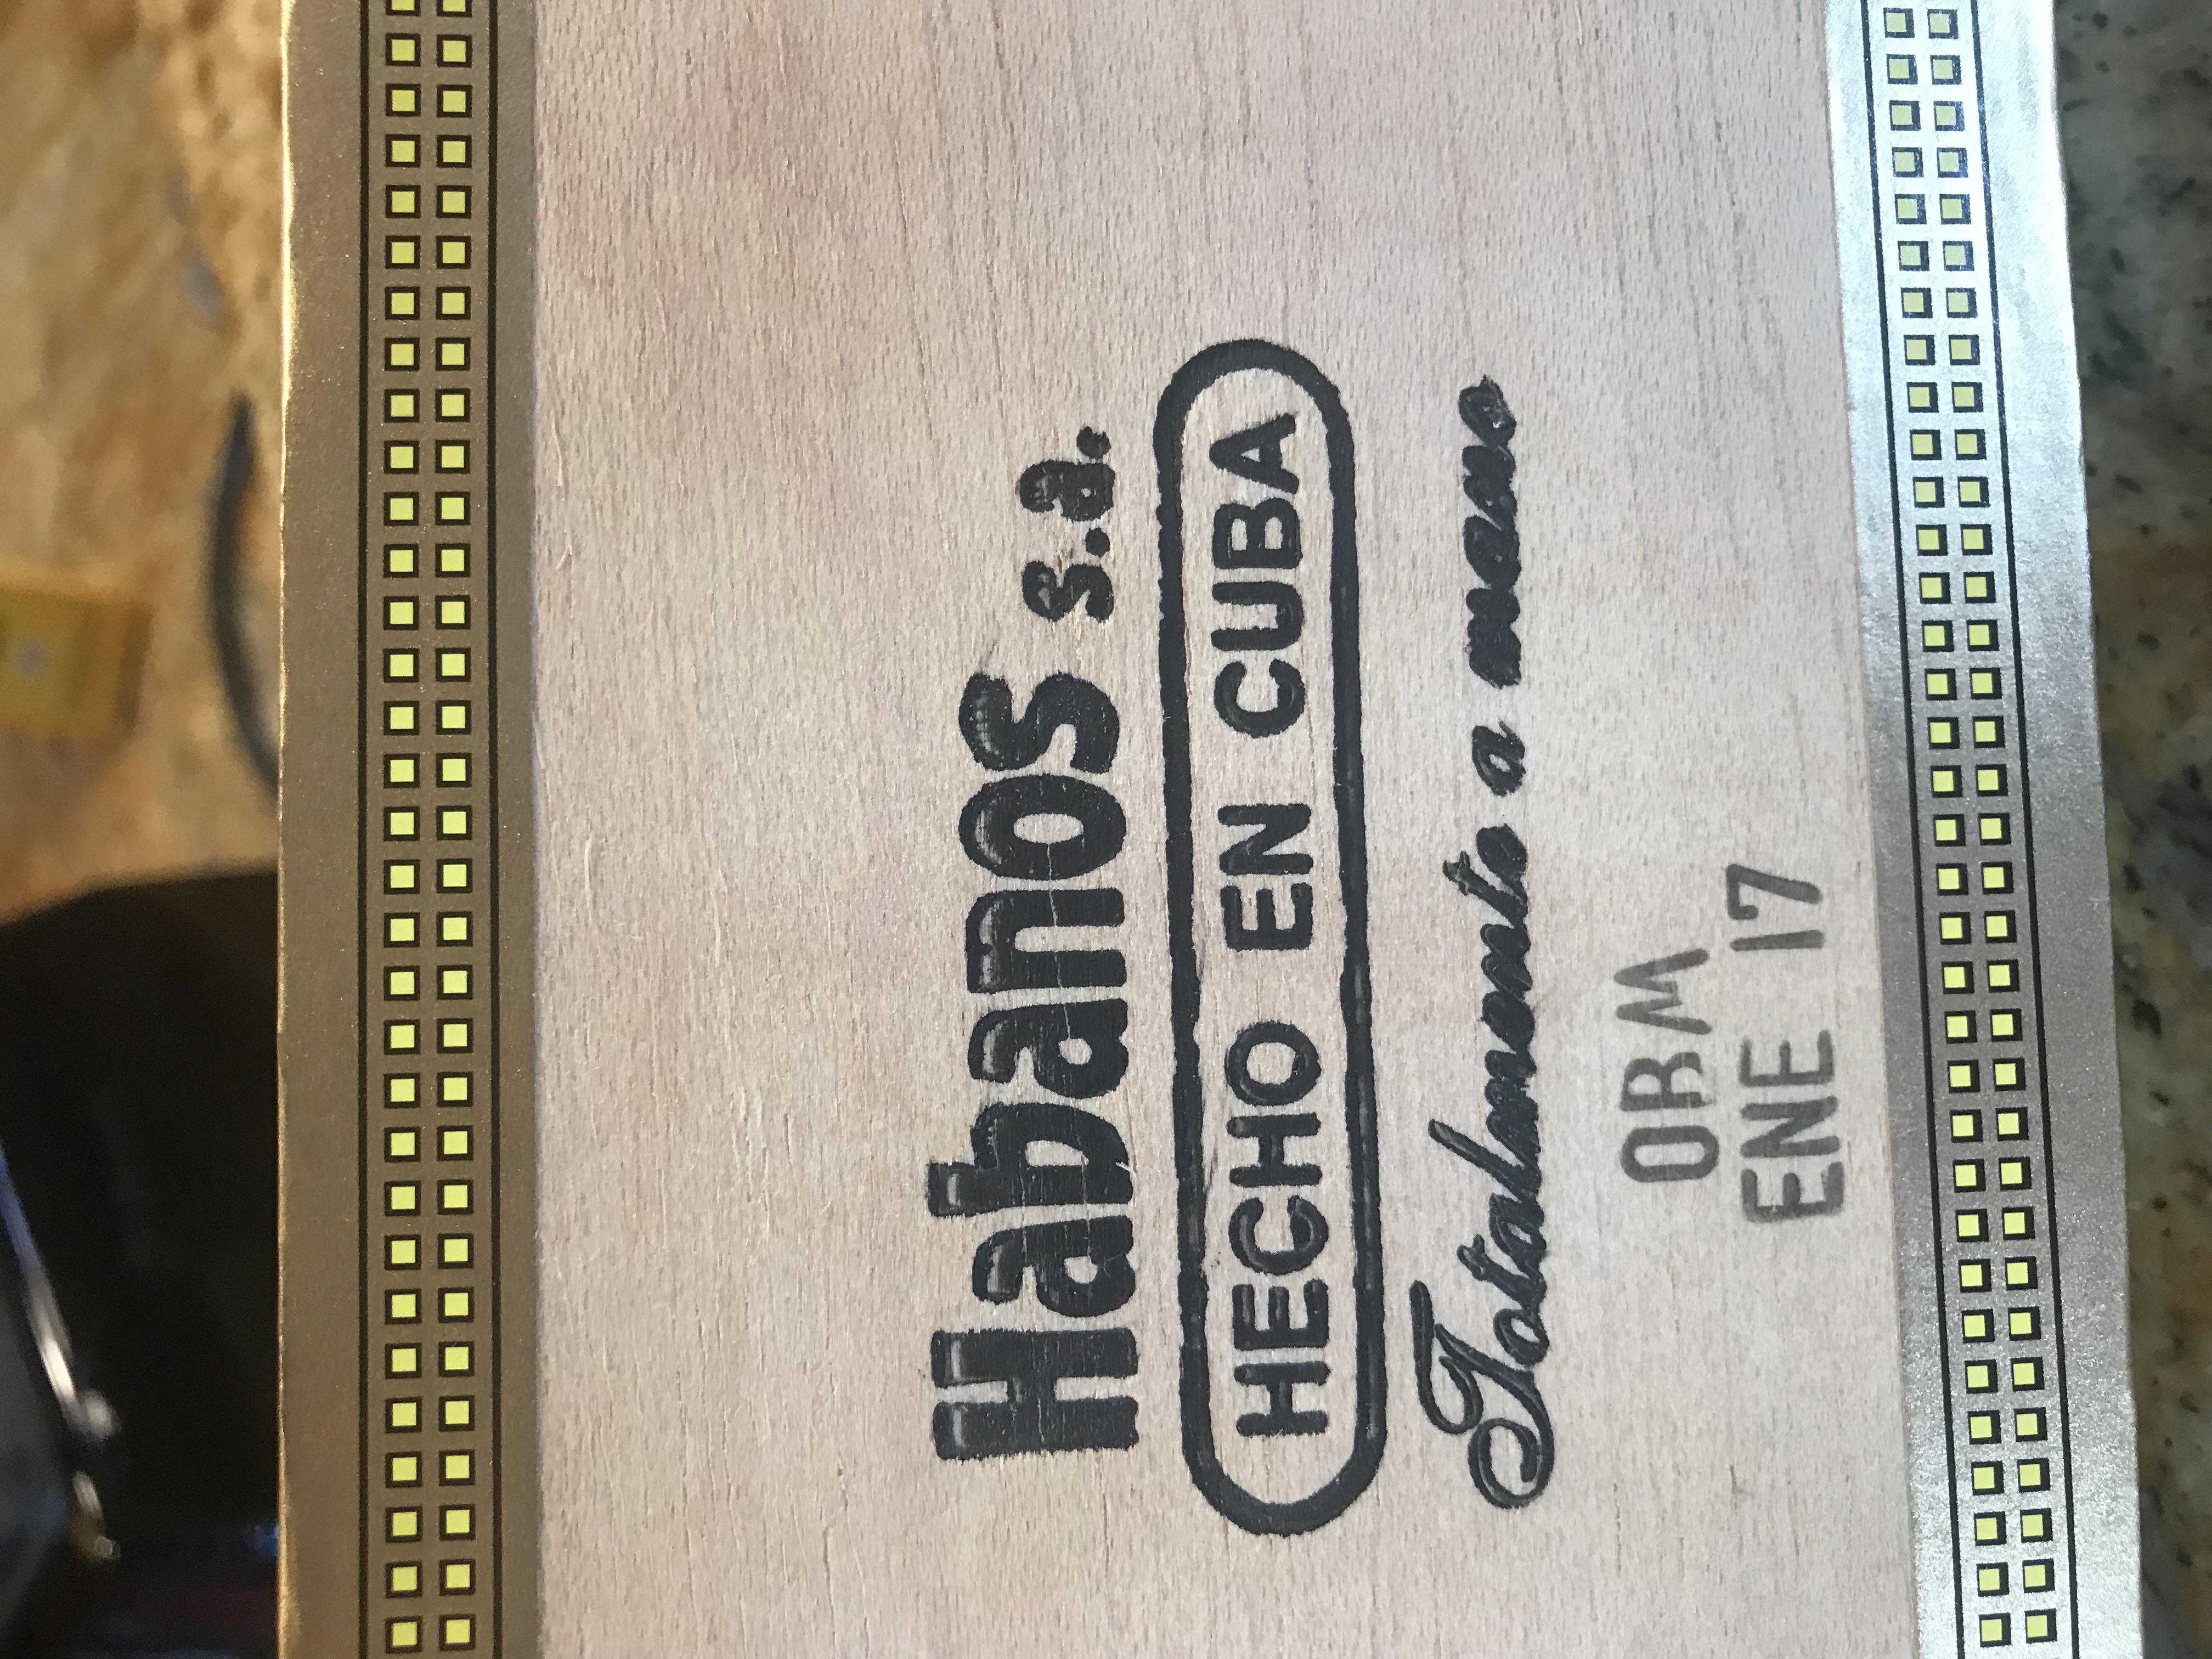 Habanos s.a.
HECHO EN CUBA
Totalmente a mano
OBM
ENE 17